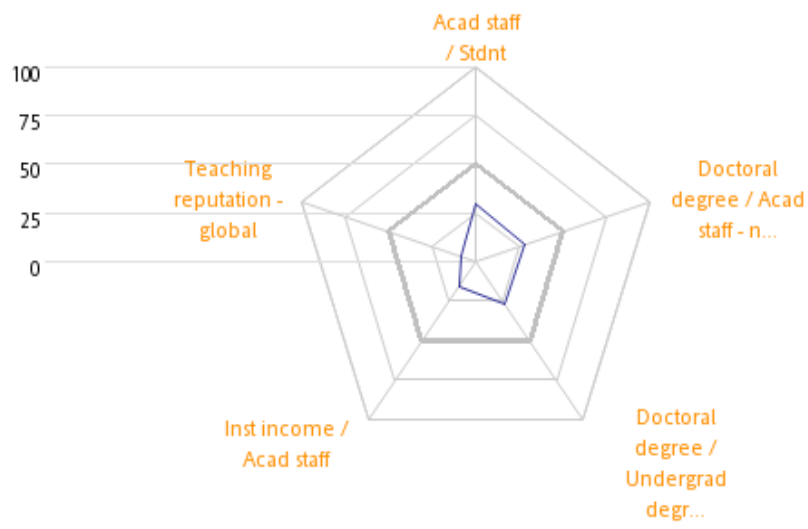 Acad staff
/ Stdnt
100
75
50
25
0
Teaching
reputation -
global
Doctoral
degree / Acad
staff - n...
Inst income /
Acad staff
Doctoral
degree /
Undergrad
degr...